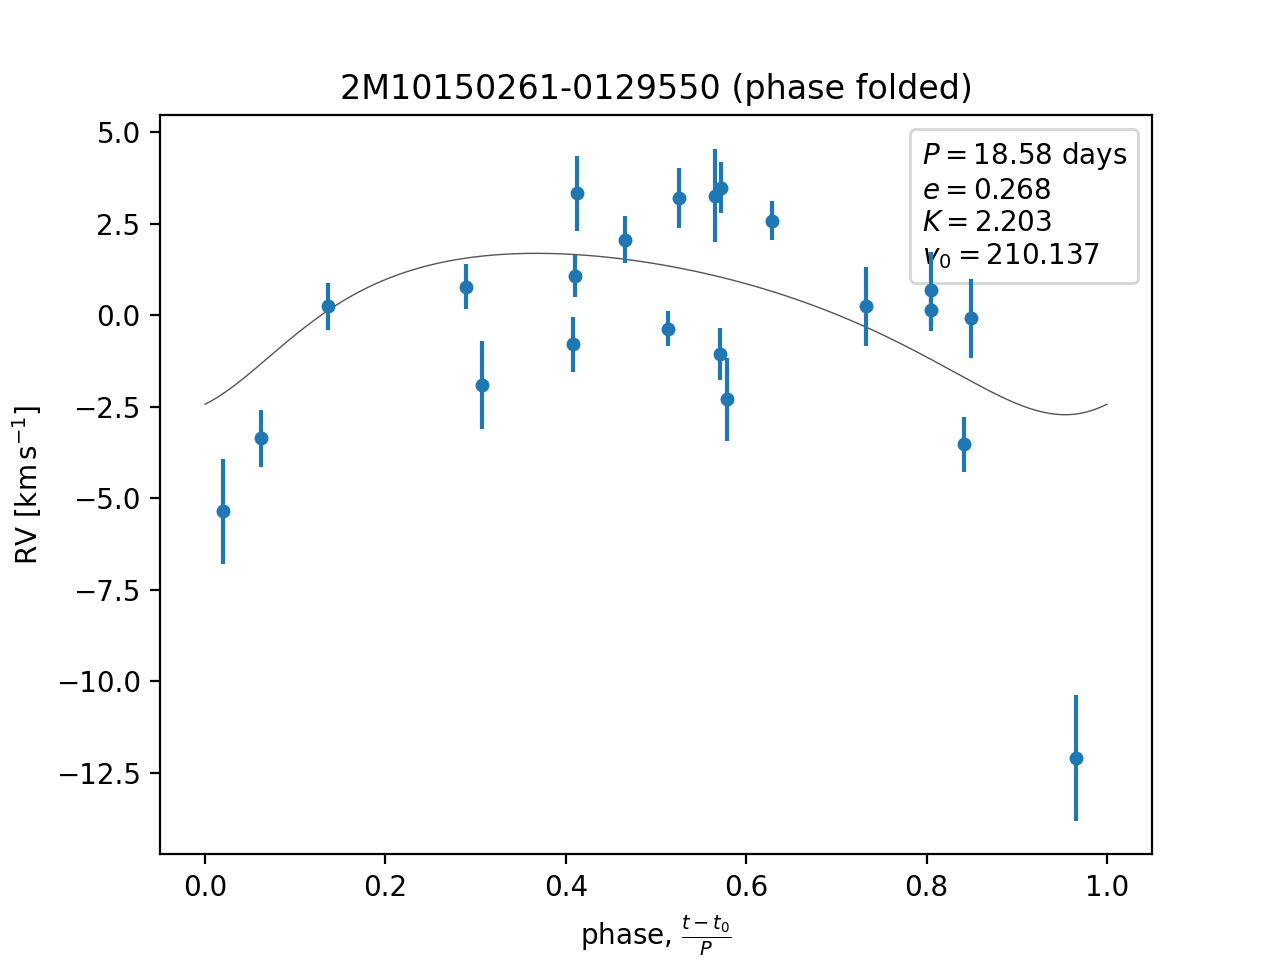 2M10150261-0129550 (phase folded)
P = 18.58 days
e = 0.268
K = 2.203
v₀ = 210.137
5.0
2.5
0.0
−2.5
−5.0
−7.5
−10.0
−12.5
RV [km s⁻¹]
0.0 0.2 0.4 0.6 0.8 1.0
phase, (t − t₀)/P